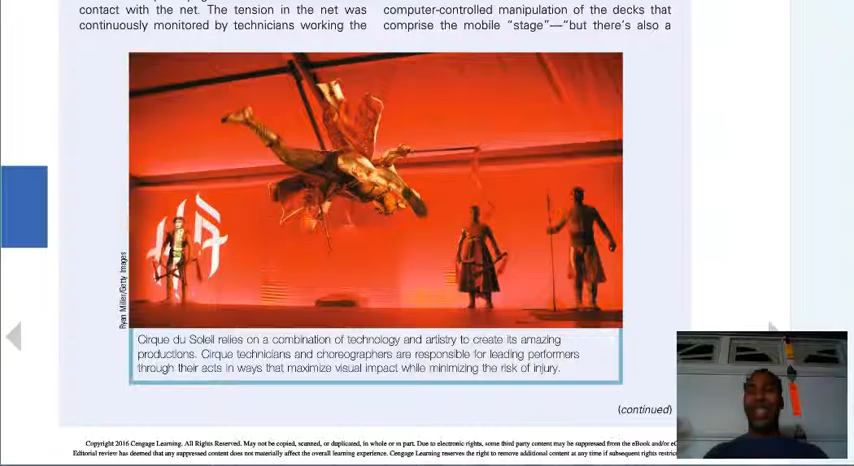 contact with the net. The tension in the net was
continuously monitored by technicians working the
computer-controlled manipulation of the decks that
comprise the mobile “stage”—“but there’s also a
KÀ
Ryan Miller/Getty Images
Cirque du Soleil relies on a combination of technology and artistry to create its amazing
productions. Cirque technicians and choreographers are responsible for leading performers
through their acts in ways that maximize visual impact while minimizing the risk of injury.
(continued)
Copyright 2016 Cengage Learning. All Rights Reserved. May not be copied, scanned, or duplicated, in whole or in part. Due to electronic rights, some third party content may be suppressed from the eBook and/or
Editorial review has deemed that any suppressed content does not materially affect the overall learning experience. Cengage Learning reserves the right to remove additional content at any time if subsequent rights